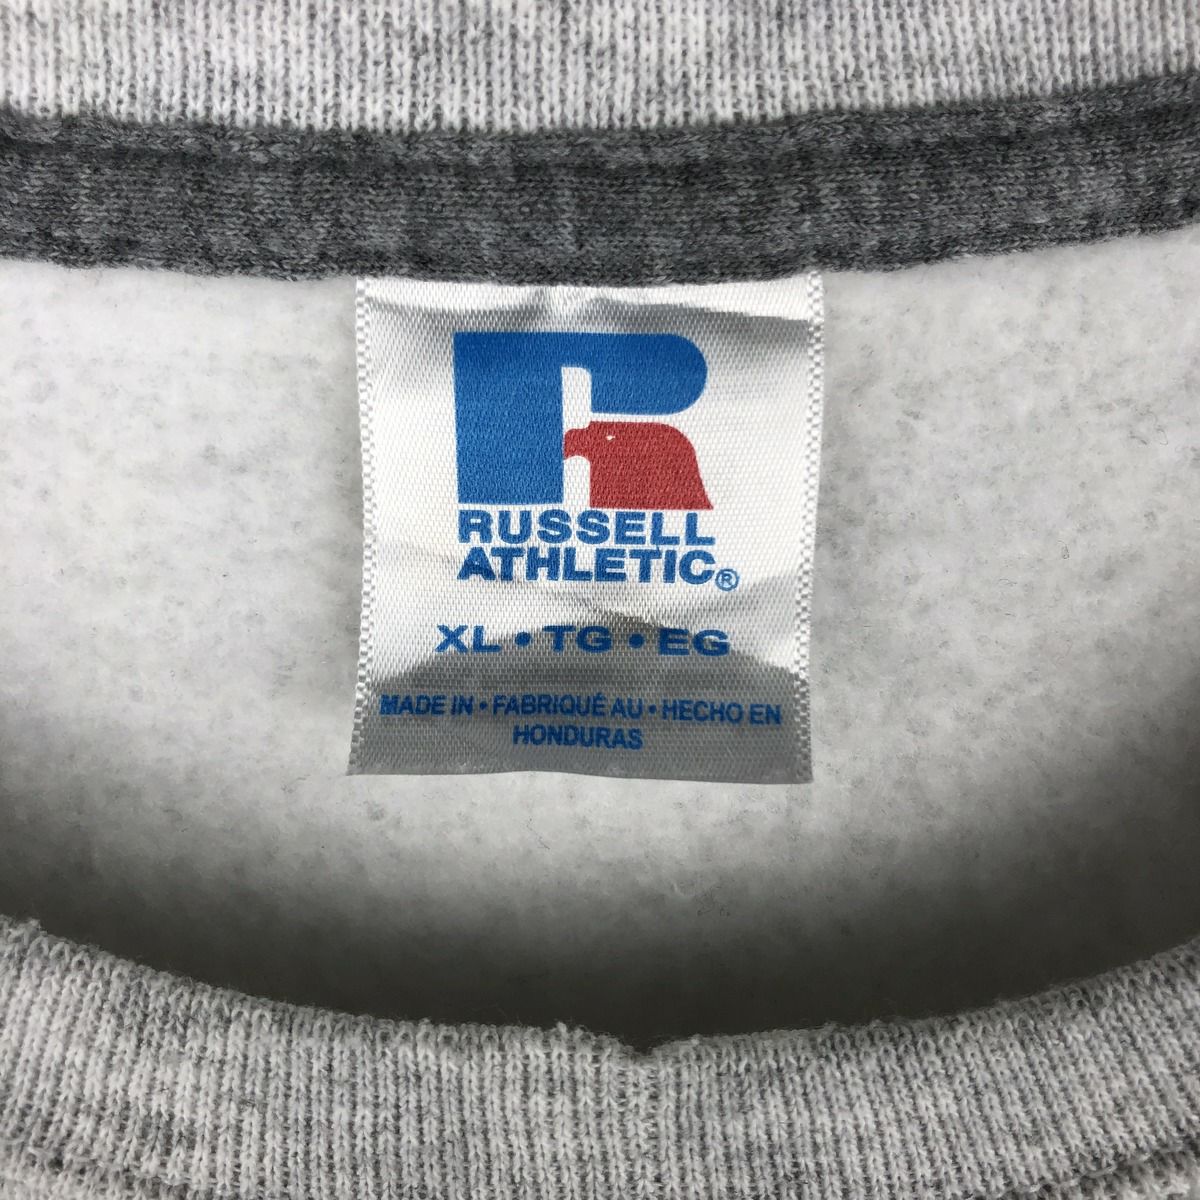 RUSSELL
ATHLETIC®
XL • TG • EG
MADE IN • FABRIQUÉ AU • HECHO EN
HONDURAS